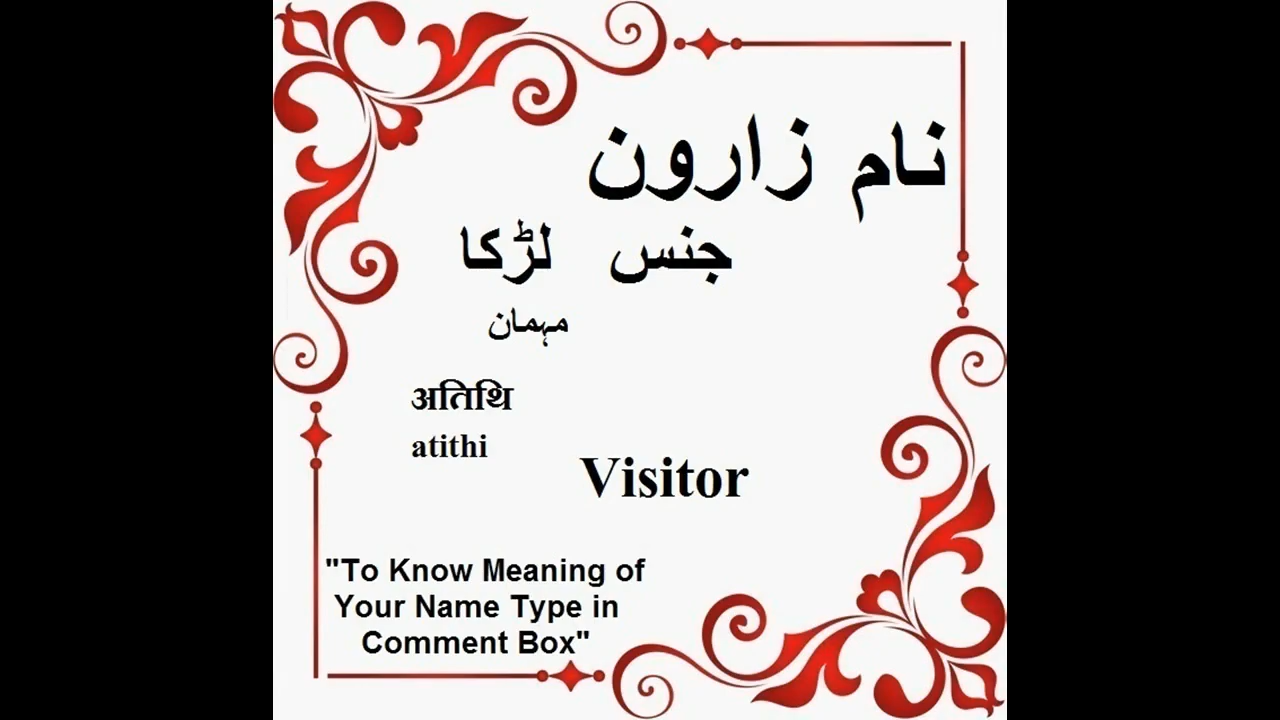 نام زارون
جنس لڑکا
مہمان
अतिथि
atithi
Visitor
"To Know Meaning of
Your Name Type in
Comment Box"